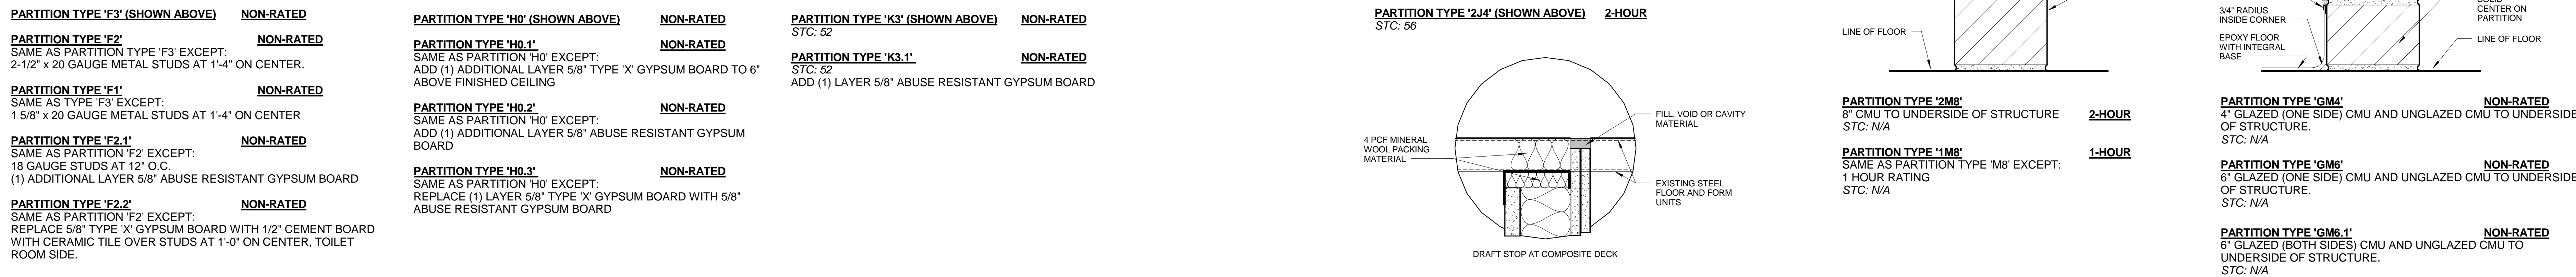 PARTITION TYPE 'F3' (SHOWN ABOVE) NON-RATED
PARTITION TYPE 'F2' NON-RATED
SAME AS PARTITION TYPE 'F3' EXCEPT:
2-1/2" x 20 GAUGE METAL STUDS AT 1'-4" ON CENTER.
PARTITION TYPE 'F1' NON-RATED
SAME AS TYPE 'F3' EXCEPT:
1 5/8" x 20 GAUGE METAL STUDS AT 1'-4" ON CENTER
PARTITION TYPE 'F2.1' NON-RATED
SAME AS PARTITION 'F2' EXCEPT:
18 GAUGE STUDS AT 12" O.C.
(1) ADDITIONAL LAYER 5/8" ABUSE RESISTANT GYPSUM BOARD
PARTITION TYPE 'F2.2' NON-RATED
SAME AS PARTITION 'F2' EXCEPT:
REPLACE 5/8" TYPE 'X' GYPSUM BOARD WITH 1/2" CEMENT BOARD
WITH CERAMIC TILE OVER STUDS AT 1'-0" ON CENTER, TOILET
ROOM SIDE.
PARTITION TYPE 'H0' (SHOWN ABOVE) NON-RATED
PARTITION TYPE 'H0.1' NON-RATED
SAME AS PARTITION 'H0' EXCEPT:
ADD (1) ADDITIONAL LAYER 5/8" TYPE 'X' GYPSUM BOARD TO 6"
ABOVE FINISHED CEILING
PARTITION TYPE 'H0.2' NON-RATED
SAME AS PARTITION 'H0' EXCEPT:
ADD (1) ADDITIONAL LAYER 5/8" ABUSE RESISTANT GYPSUM
BOARD
PARTITION TYPE 'H0.3' NON-RATED
SAME AS PARTITION 'H0' EXCEPT:
REPLACE (1) LAYER 5/8" TYPE 'X' GYPSUM BOARD WITH 5/8"
ABUSE RESISTANT GYPSUM BOARD
PARTITION TYPE 'K3' (SHOWN ABOVE) NON-RATED
STC: 52
PARTITION TYPE 'K3.1' NON-RATED
STC: 52
ADD (1) LAYER 5/8" ABUSE RESISTANT GYPSUM BOARD
PARTITION TYPE '2J4' (SHOWN ABOVE) 2-HOUR
STC: 56
4 PCF MINERAL
WOOL PACKING
MATERIAL
FILL, VOID OR CAVITY
MATERIAL
EXISTING STEEL
FLOOR AND FORM
UNITS
DRAFT STOP AT COMPOSITE DECK
LINE OF FLOOR
PARTITION TYPE '2M8'
8" CMU TO UNDERSIDE OF STRUCTURE 2-HOUR
STC: N/A
PARTITION TYPE '1M8' 1-HOUR
SAME AS PARTITION TYPE 'M8' EXCEPT:
1 HOUR RATING
STC: N/A
3/4" RADIUS
INSIDE CORNER
EPOXY FLOOR
WITH INTEGRAL
BASE
SOLID
CENTER ON
PARTITION
LINE OF FLOOR
PARTITION TYPE 'GM4' NON-RATED
4" GLAZED (ONE SIDE) CMU AND UNGLAZED CMU TO UNDERSIDE
OF STRUCTURE.
STC: N/A
PARTITION TYPE 'GM6' NON-RATED
6" GLAZED (ONE SIDE) CMU AND UNGLAZED CMU TO UNDERSIDE
OF STRUCTURE.
STC: N/A
PARTITION TYPE 'GM6.1' NON-RATED
6" GLAZED (BOTH SIDES) CMU AND UNGLAZED CMU TO
UNDERSIDE OF STRUCTURE.
STC: N/A